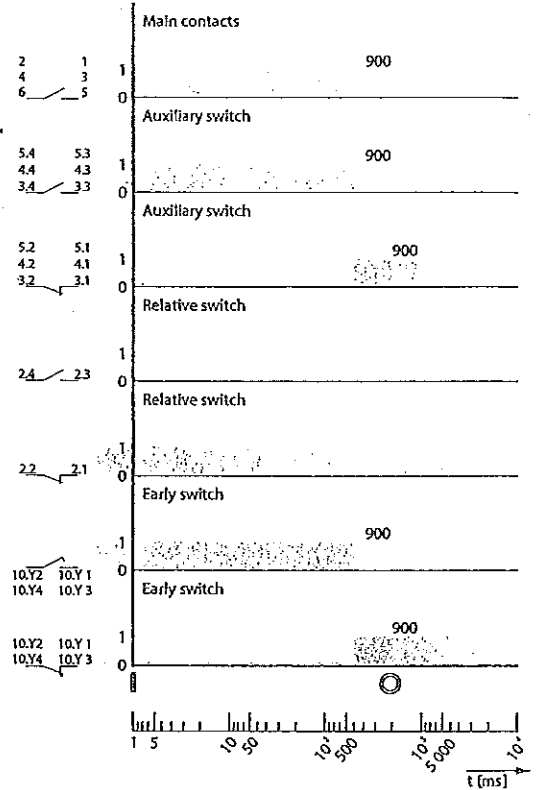 Main contacts
2 1
4 3
6 5
1
0
900
Auxiliary switch
5.4 5.3
4.4 4.3
3.4 3.3
1
0
900
Auxiliary switch
5.2 5.1
4.2 4.1
3.2 3.1
1
0
900
Relative switch
2.4 2.3
1
0
Relative switch
2.2 2.1
1
0
Early switch
10.Y2 10.Y1
10.Y4 10.Y3
1
0
900
Early switch
10.Y2 10.Y1
10.Y4 10.Y3
1
0
900
1 5 10 50 10² 500 10³ 5 000 10⁴
t [ms]